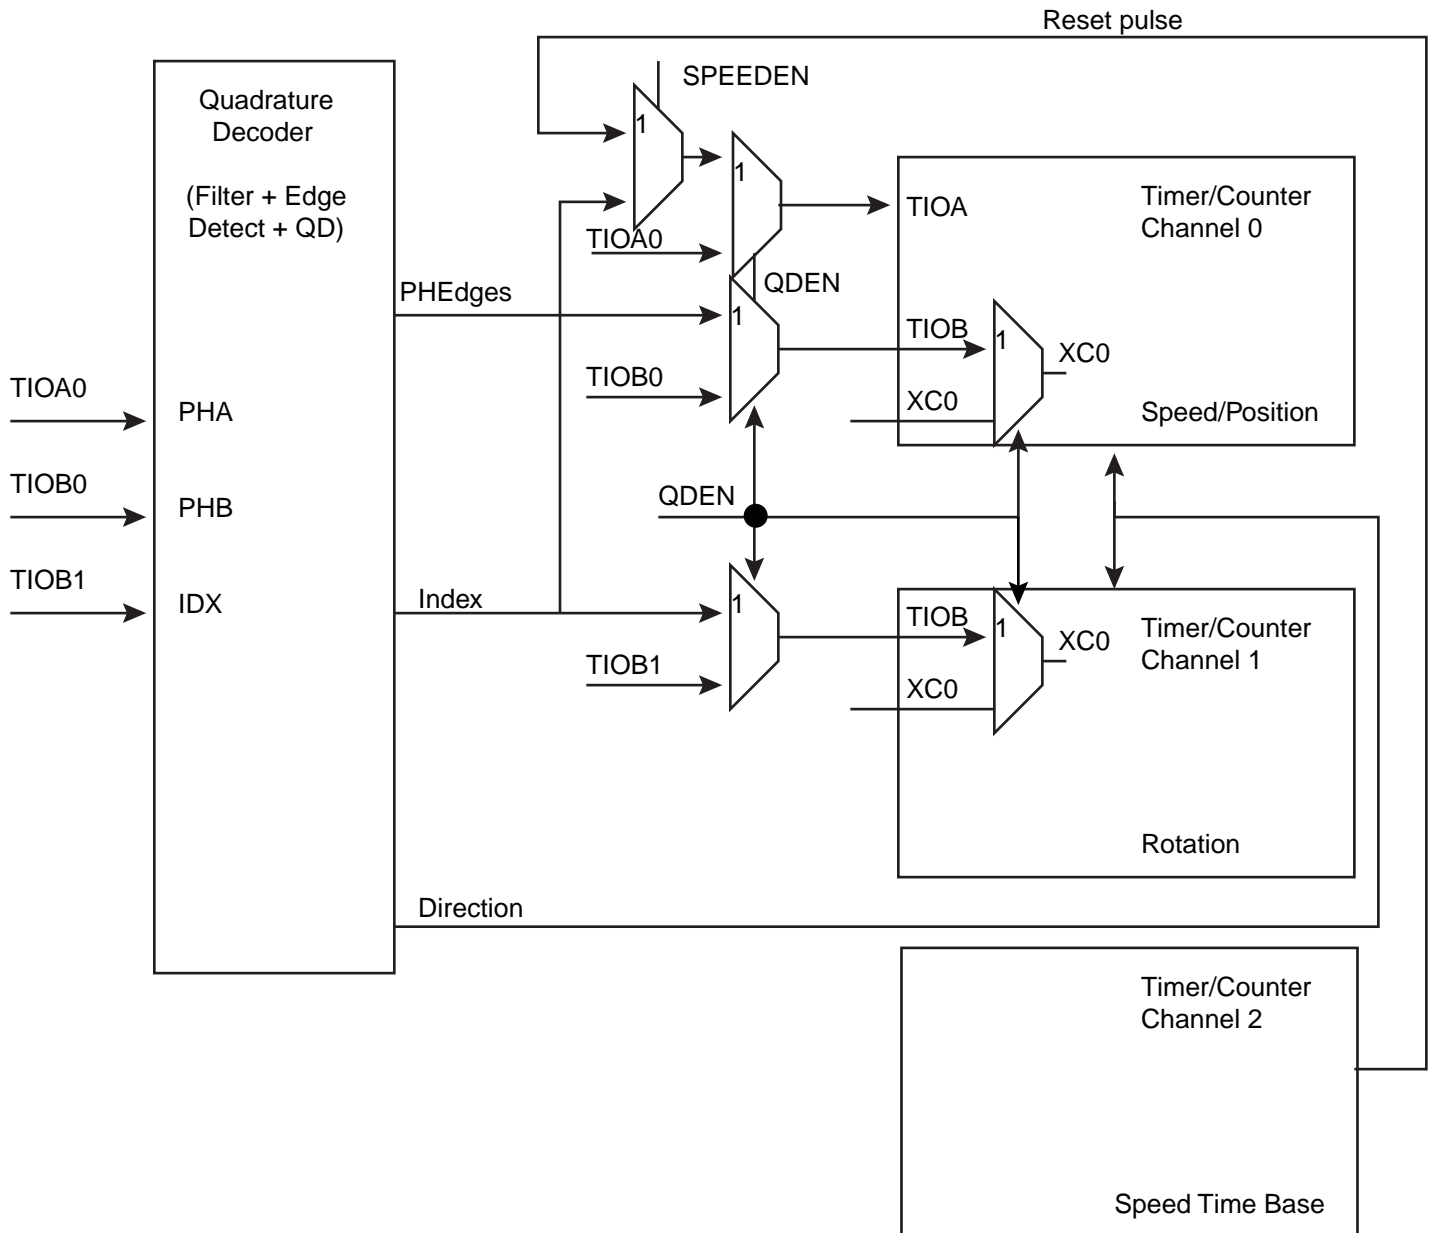 Reset pulse
SPEEDEN
Quadrature
Decoder
(Filter + Edge
Detect + QD)
1
1
TIOA
Timer/Counter
Channel 0
TIOA0
QDEN
PHEdges
1
TIOB
1
XC0
TIOB0
XC0
Speed/Position
TIOA0
PHA
TIOB0
PHB
QDEN
TIOB1
IDX
Index
1
TIOB
1
XC0
Timer/Counter
Channel 1
TIOB1
XC0
Rotation
Direction
Timer/Counter
Channel 2
Speed Time Base